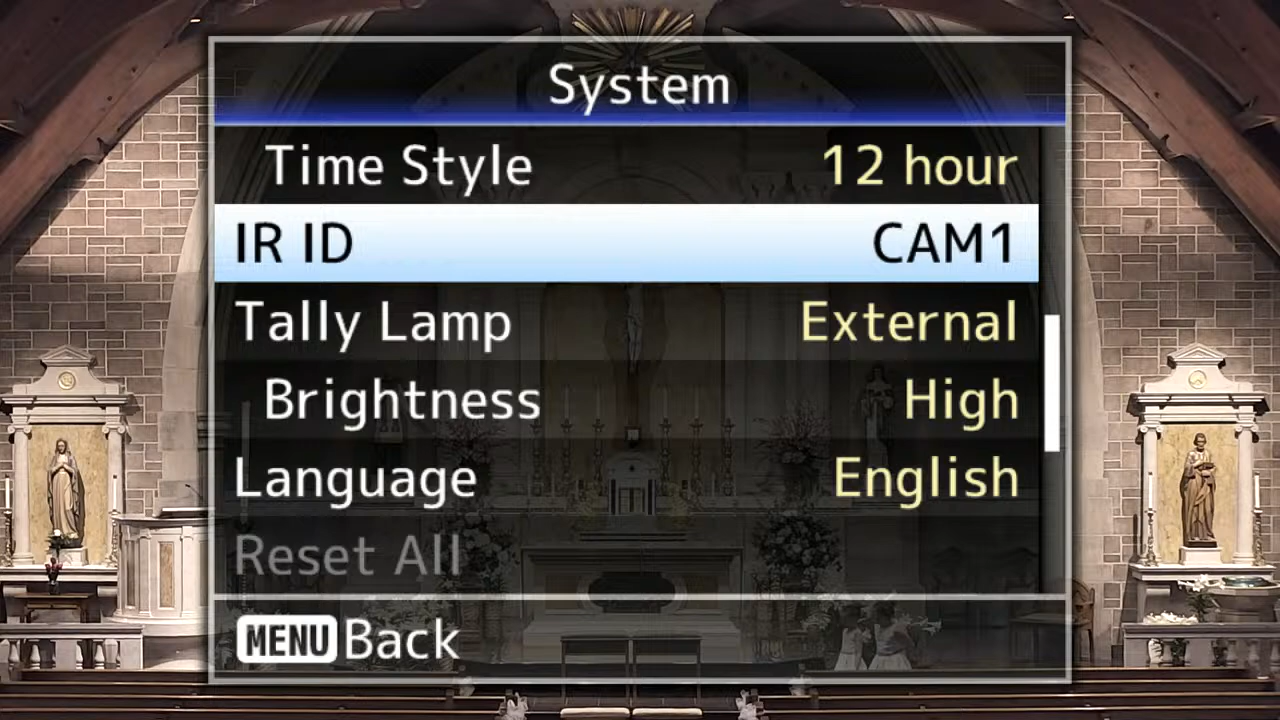 System
Time Style 12 hour
IR ID CAM1
Tally Lamp External
Brightness High
Language English
Reset All
MENU Back